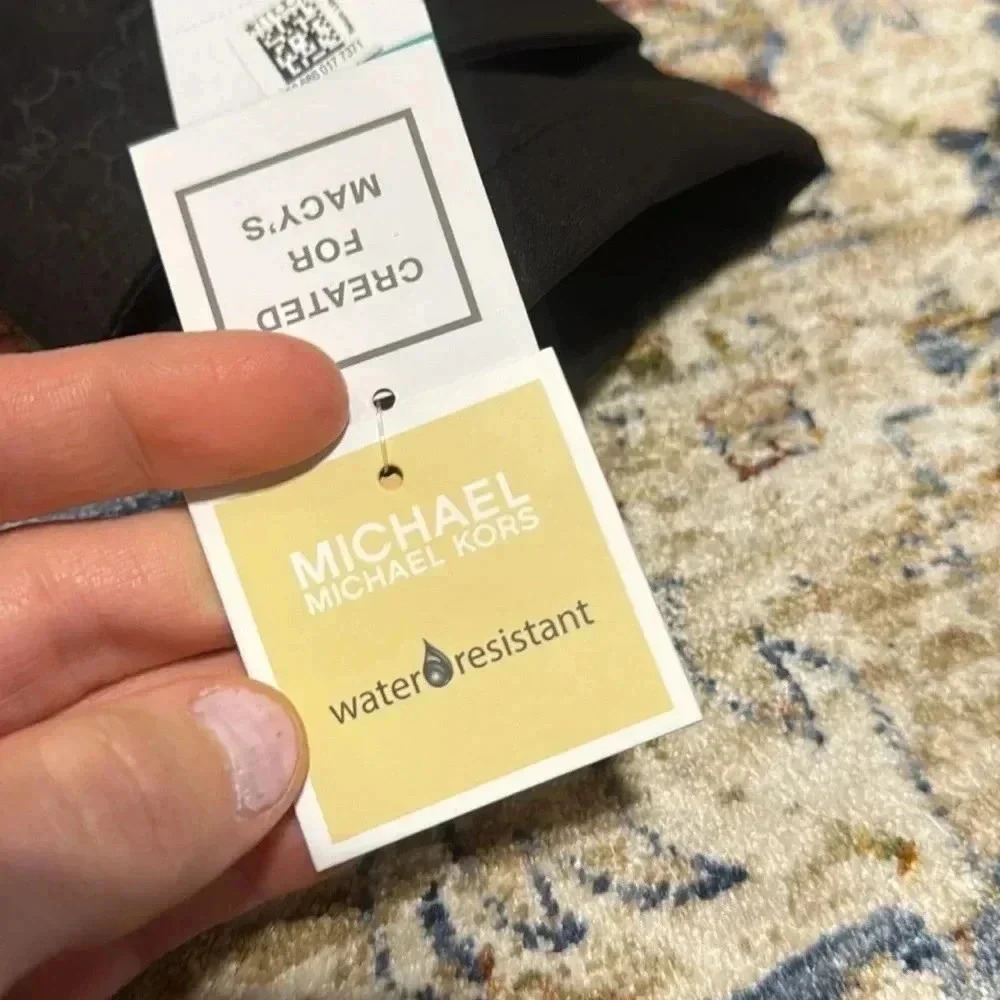 CREATED
FOR
MACY'S
MICHAEL
MICHAEL KORS
water resistant